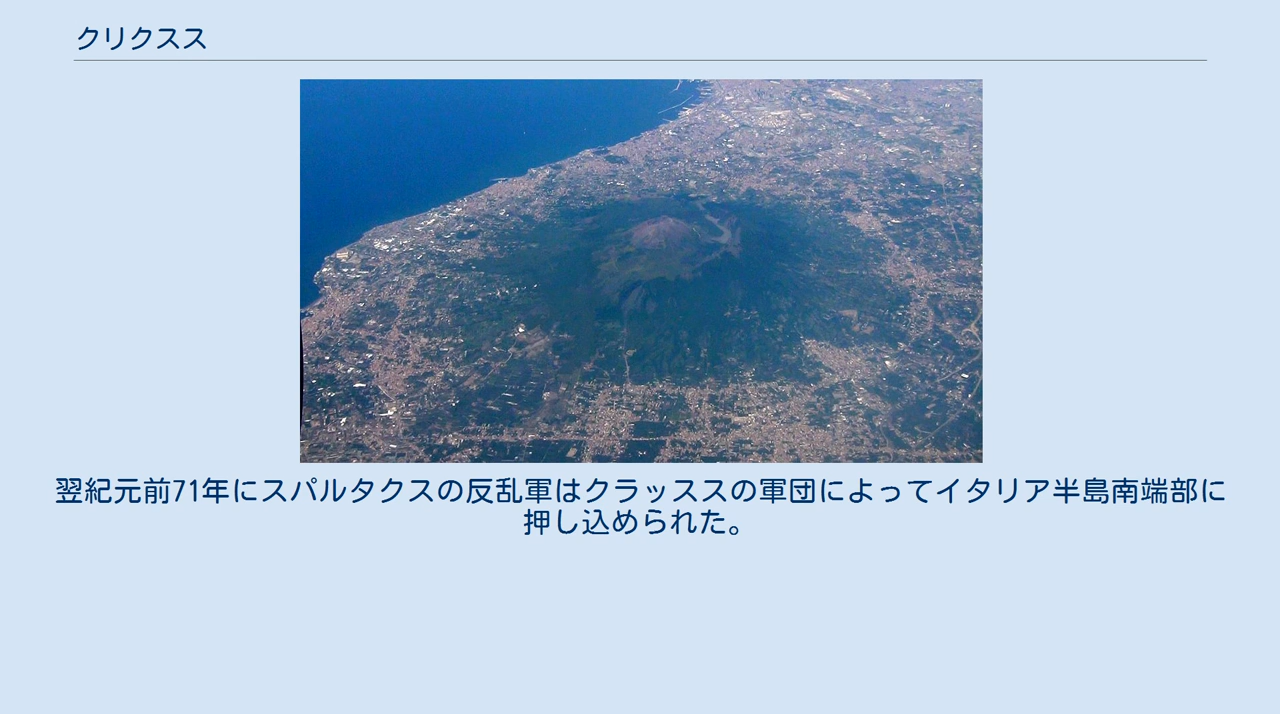 クリクスス
翌紀元前71年にスパルタクスの反乱軍はクラッススの軍団によってイタリア半島南端部に
押し込められた。